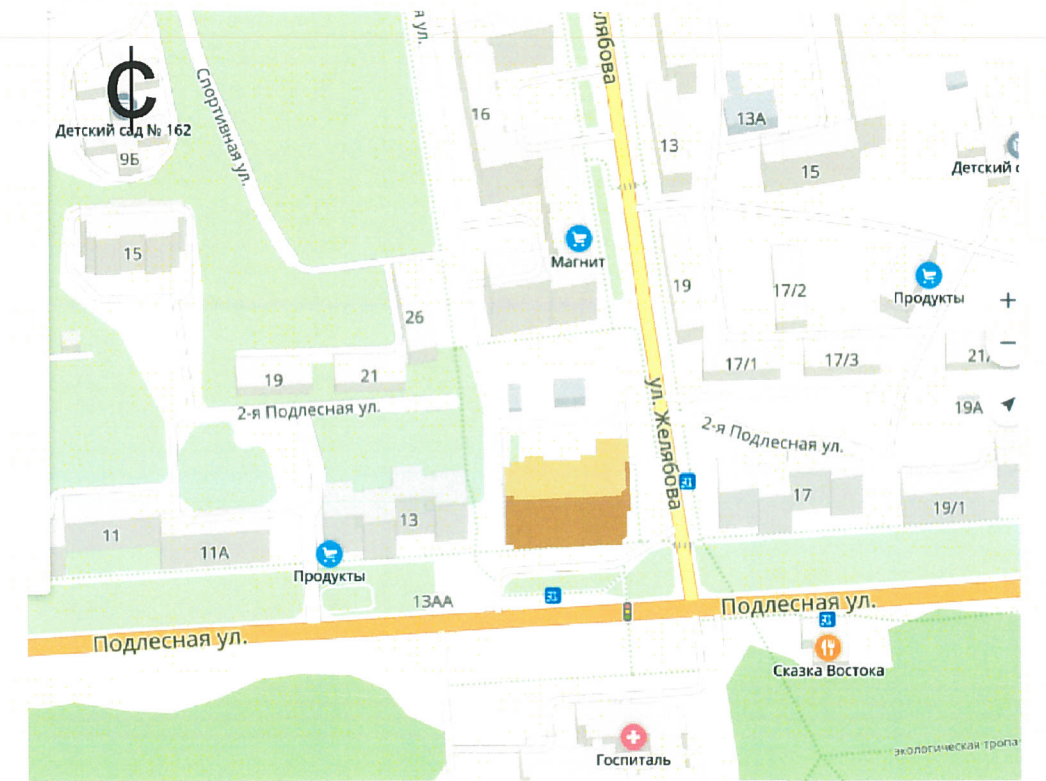 я ул.
лябова
С
Спортивная ул.
Детский сад № 162
9Б
16
13А
13
15
Детский с
15
Магнит
19
17/2
Продукты
+
26
−
17/1
17/3
21/
19
21
2-я Подлесная ул.
19А
ул. Желябова
2-я Подлесная ул.
17
19/1
13
11
11А
Продукты
13АА
Подлесная ул.
Подлесная ул.
Сказка Востока
Госпиталь
экологическая тропа